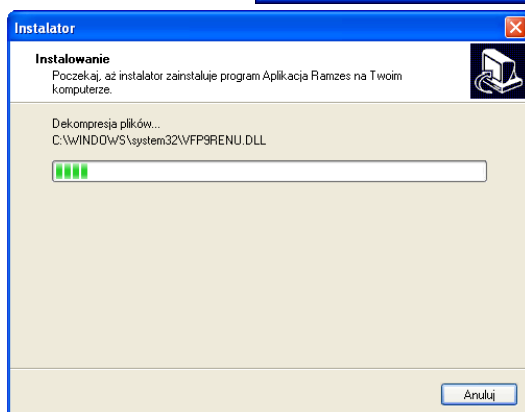 Instalator
Instalowanie
Poczekaj, aż instalator zainstaluje program Aplikacja Ramzes na Twoim
komputerze.
Dekompresja plików...
C:\WINDOWS\system32\VFP9RENU.DLL
Anuluj